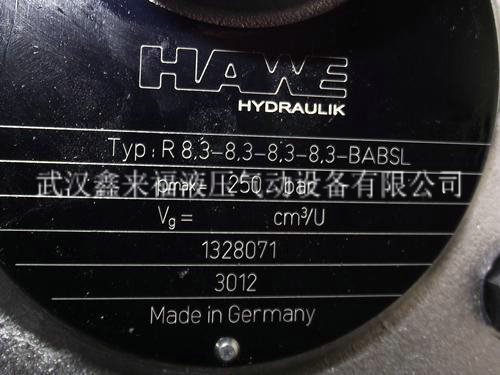 HAWE
HYDRAULIK
Typ: R 8,3-8,3-8,3-8,3-BABSL
武汉鑫来福液压气动设备有限公司
pmax= 250 bar
Vg= cm³/U
1328071
3012
Made in Germany